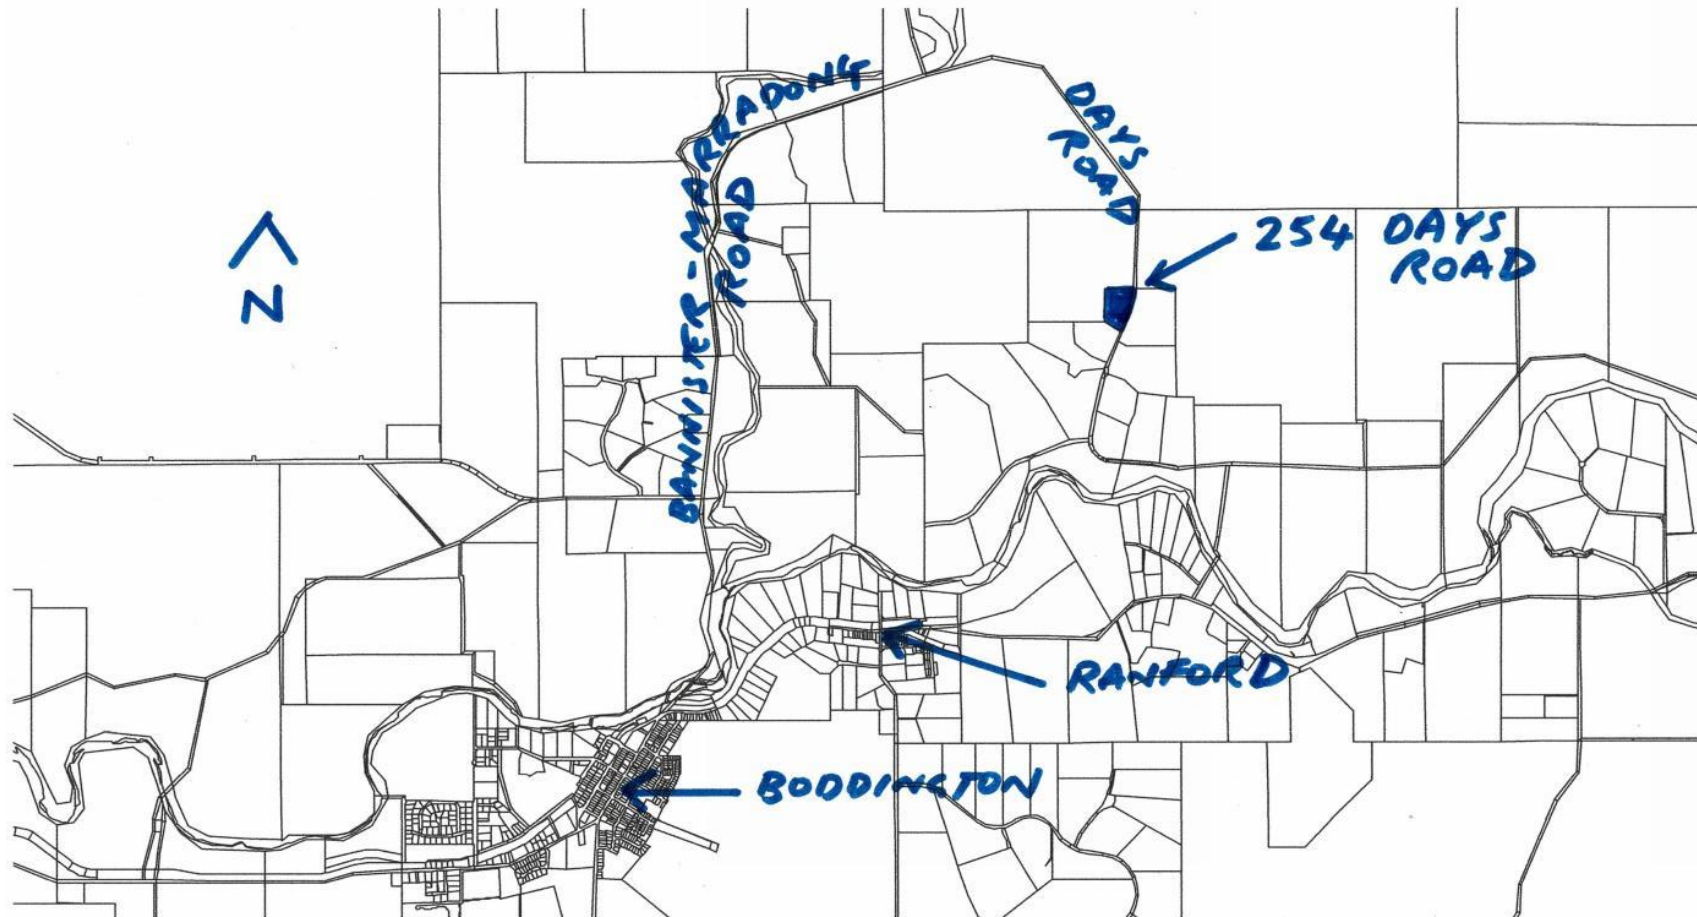 BANNISTER-MARRADONG
ROAD
DAYS
ROAD
254 DAYS
ROAD
N
RANFORD
BODDINGTON